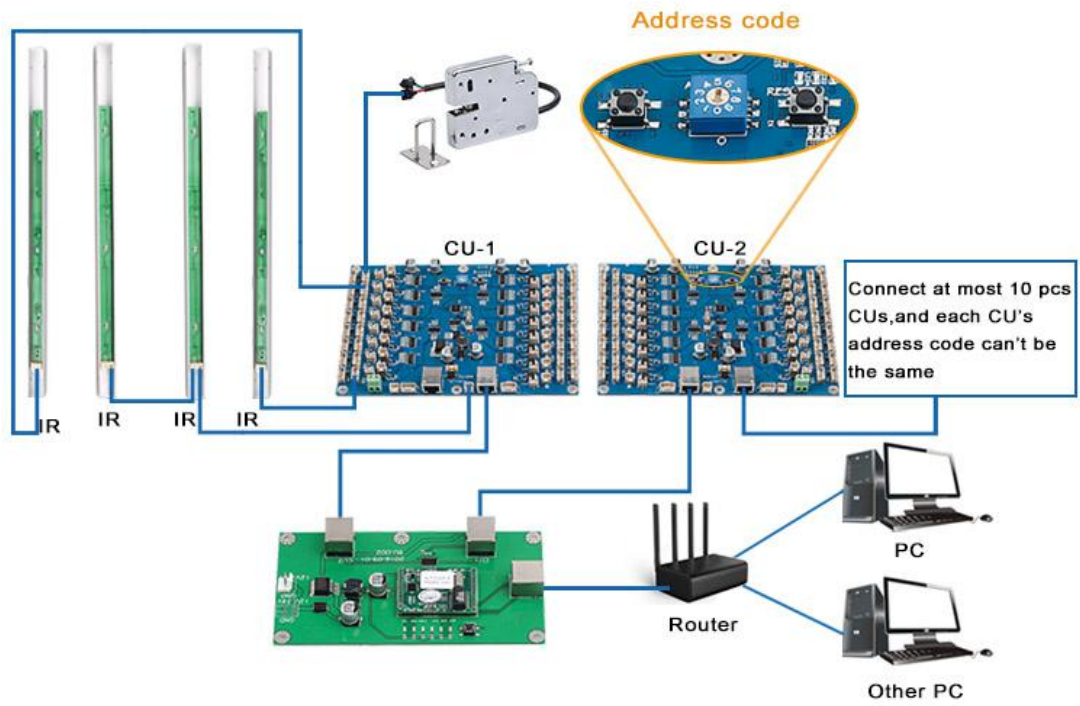 Address code
RES
CU-1
CU-2
Connect at most 10 pcs
CUs,and each CU's
address code can't be
the same
IR
IR
IR
IR
PC
Router
Other PC